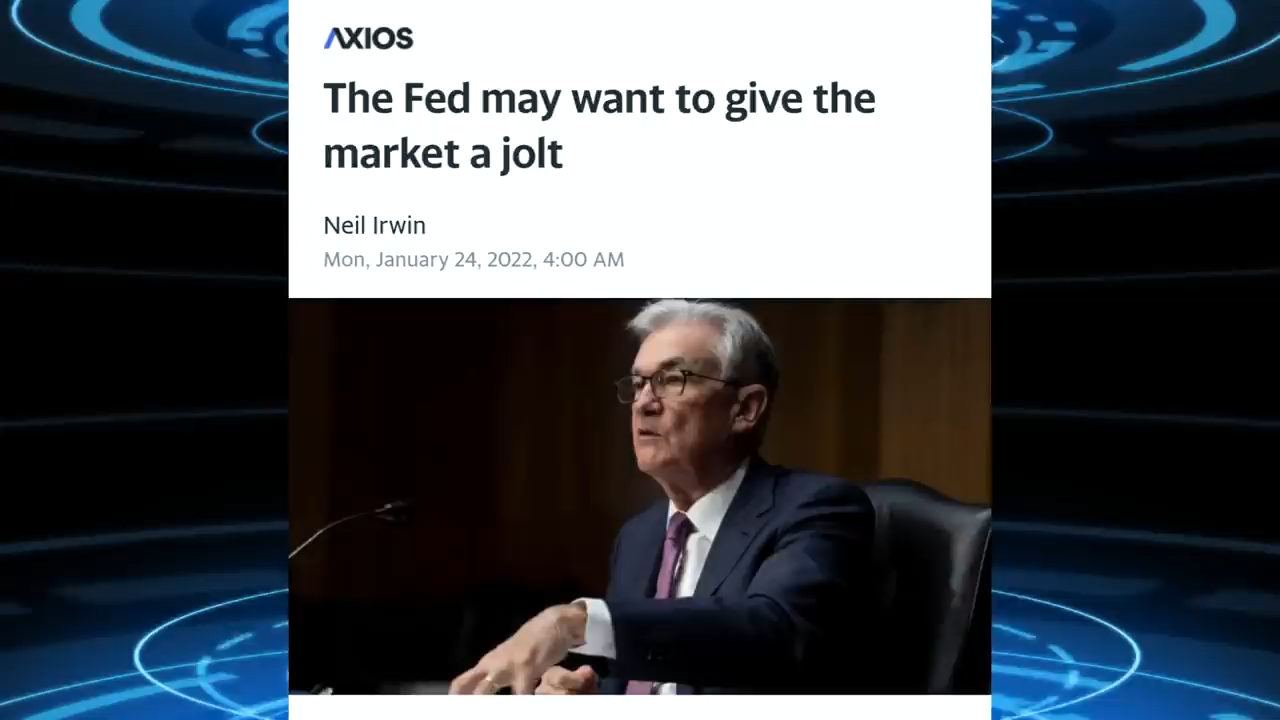 AXIOS
The Fed may want to give the
market a jolt
Neil Irwin
Mon, January 24, 2022, 4:00 AM